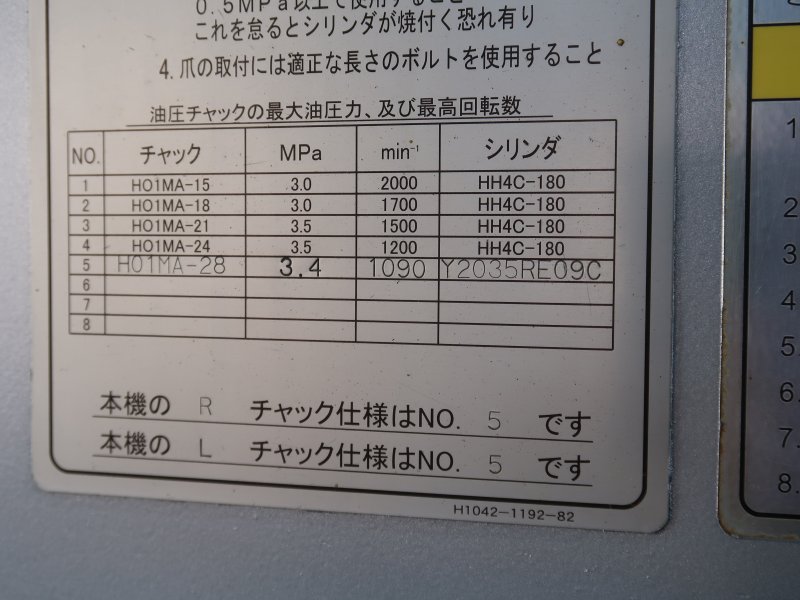 0.5MPa以上で使用すること
これを怠るとシリンダが焼付く恐れ有り
4.爪の取付には適正な長さのボルトを使用すること
油圧チャックの最大油圧力、及び最高回転数
NO. チャック MPa min⁻¹ シリンダ
1 HO1MA-15 3.0 2000 HH4C-180
2 HO1MA-18 3.0 1700 HH4C-180
3 HO1MA-21 3.5 1500 HH4C-180
4 HO1MA-24 3.5 1200 HH4C-180
5 H01MA-28 3.4 1090 Y2035RE09C
6
7
8
本機の R チャック仕様はNO. 5 です
本機の L チャック仕様はNO. 5 です
H1042-1192-82
1
2
3
4
5.
6.
7.
8.